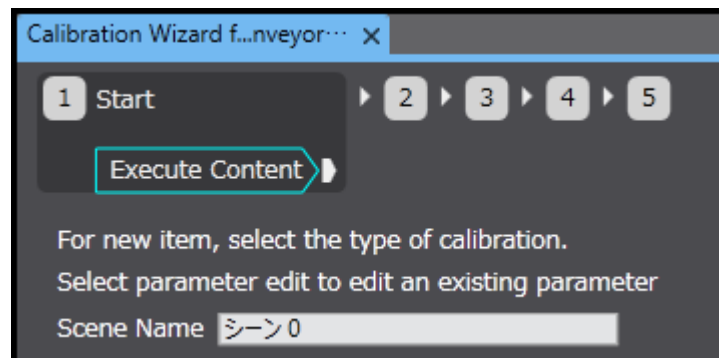 Calibration Wizard f...nveyor...
1 Start 2 3 4 5
Execute Content
For new item, select the type of calibration.
Select parameter edit to edit an existing parameter
Scene Name シーン0